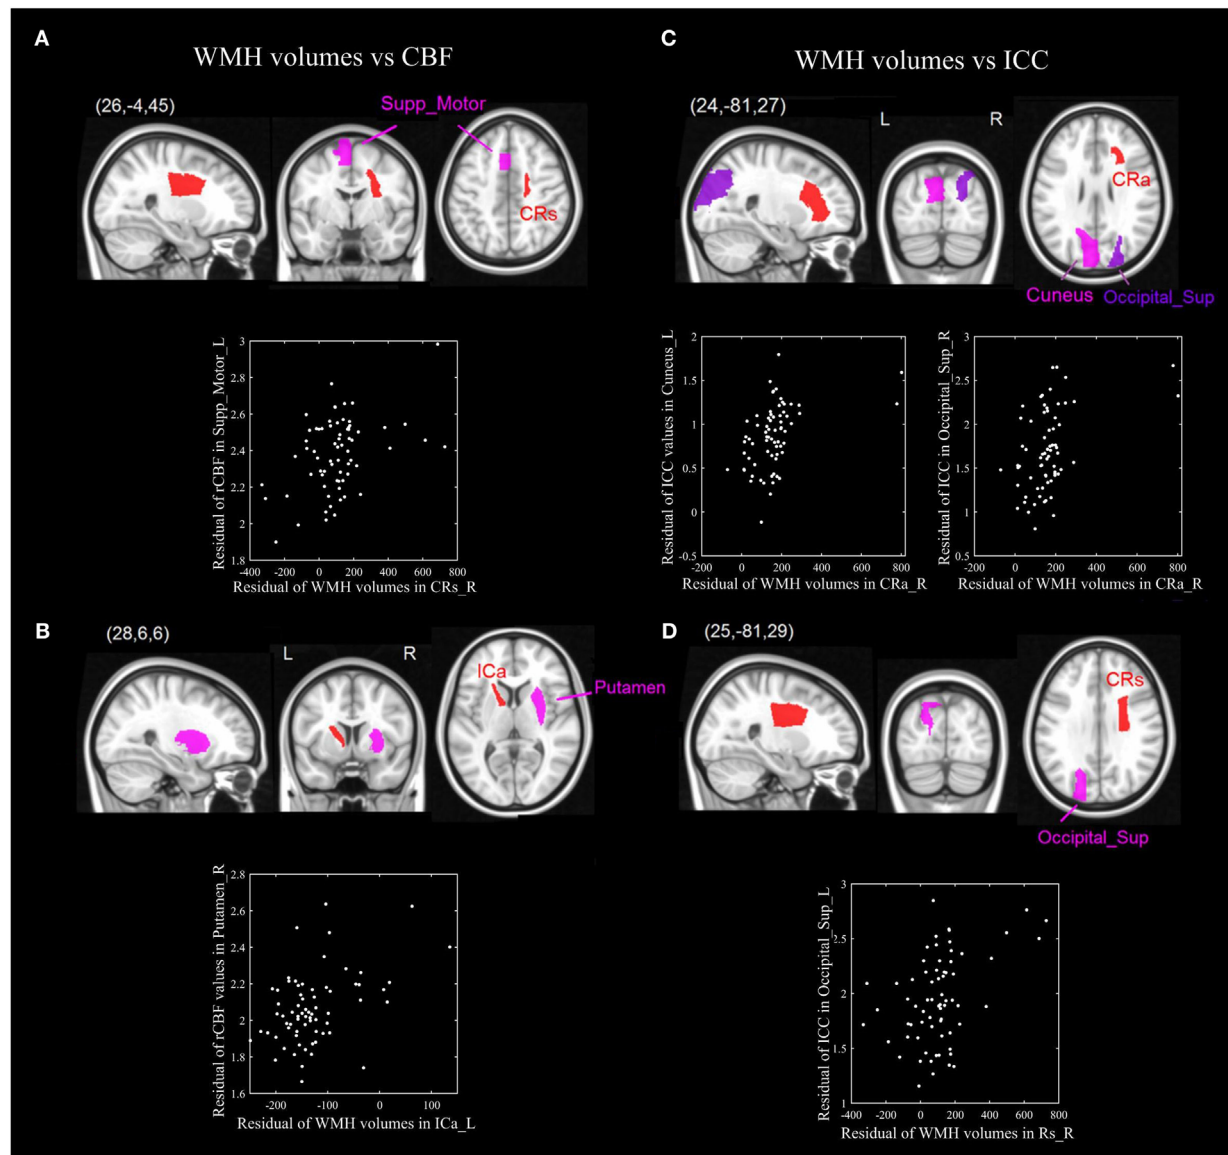 A
WMH volumes vs CBF
(26,-4,45)
Supp_Motor
CRs
Residual of rCBF in Supp_Motor_L
3
2.8
2.6
2.4
2.2
2
1.8
-400 -200 0 200 400 600 800
Residual of WMH volumes in CRs_R
B
(28,6,6)
L R
ICa
Putamen
Residual of rCBF values in Putamen_R
2.8
2.6
2.4
2.2
2
1.8
1.6
-200 -100 0 100
Residual of WMH volumes in ICa_L
C
WMH volumes vs ICC
(24,-81,27)
L R
CRa
Cuneus Occipital_Sup
Residual of ICC values in Cuneus_L
2
1.5
1
0.5
0
-0.5
-200 0 200 400 600 800
Residual of WMH volumes in CRa_R
Residual of ICC in Occipital_Sup_R
3
2.5
2
1.5
1
0.5
-200 0 200 400 600 800
Residual of WMH volumes in CRa_R
D
(25,-81,29)
CRs
Occipital_Sup
Residual of ICC in Occipital_Sup_L
3
2.5
2
1.5
1
-400 -200 0 200 400 600 800
Residual of WMH volumes in Rs_R